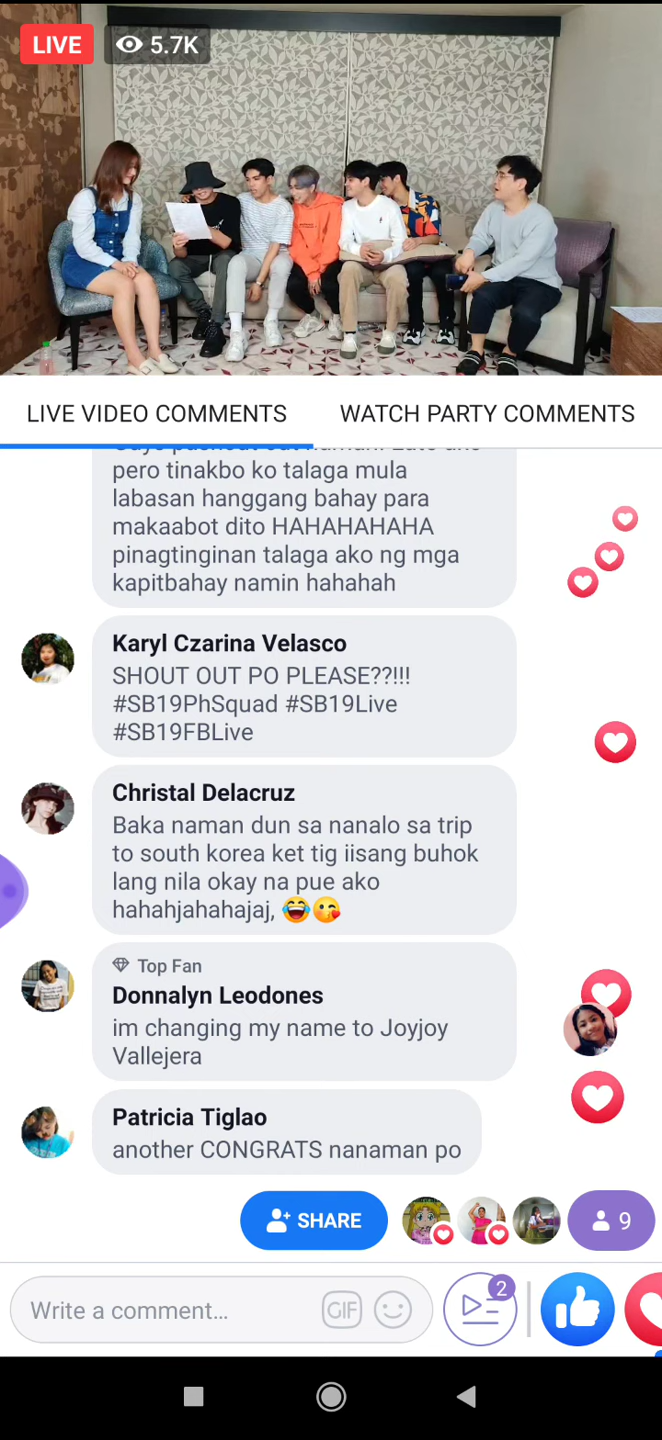 LIVE
5.7K
LIVE VIDEO COMMENTS
WATCH PARTY COMMENTS
pero tinakbo ko talaga mula
labasan hanggang bahay para
makaabot dito HAHAHAHAHA
pinagtinginan talaga ako ng mga
kapitbahay namin hahahah
Karyl Czarina Velasco
SHOUT OUT PO PLEASE??!!!
#SB19PhSquad #SB19Live
#SB19FBLive
Christal Delacruz
Baka naman dun sa nanalo sa trip
to south korea ket tig iisang buhok
lang nila okay na pue ako
hahahjahahajaj, 😂😘
Top Fan
Donnalyn Leodones
im changing my name to Joyjoy
Vallejera
Patricia Tiglao
another CONGRATS nanaman po
SHARE
9
Write a comment...
GIF
2